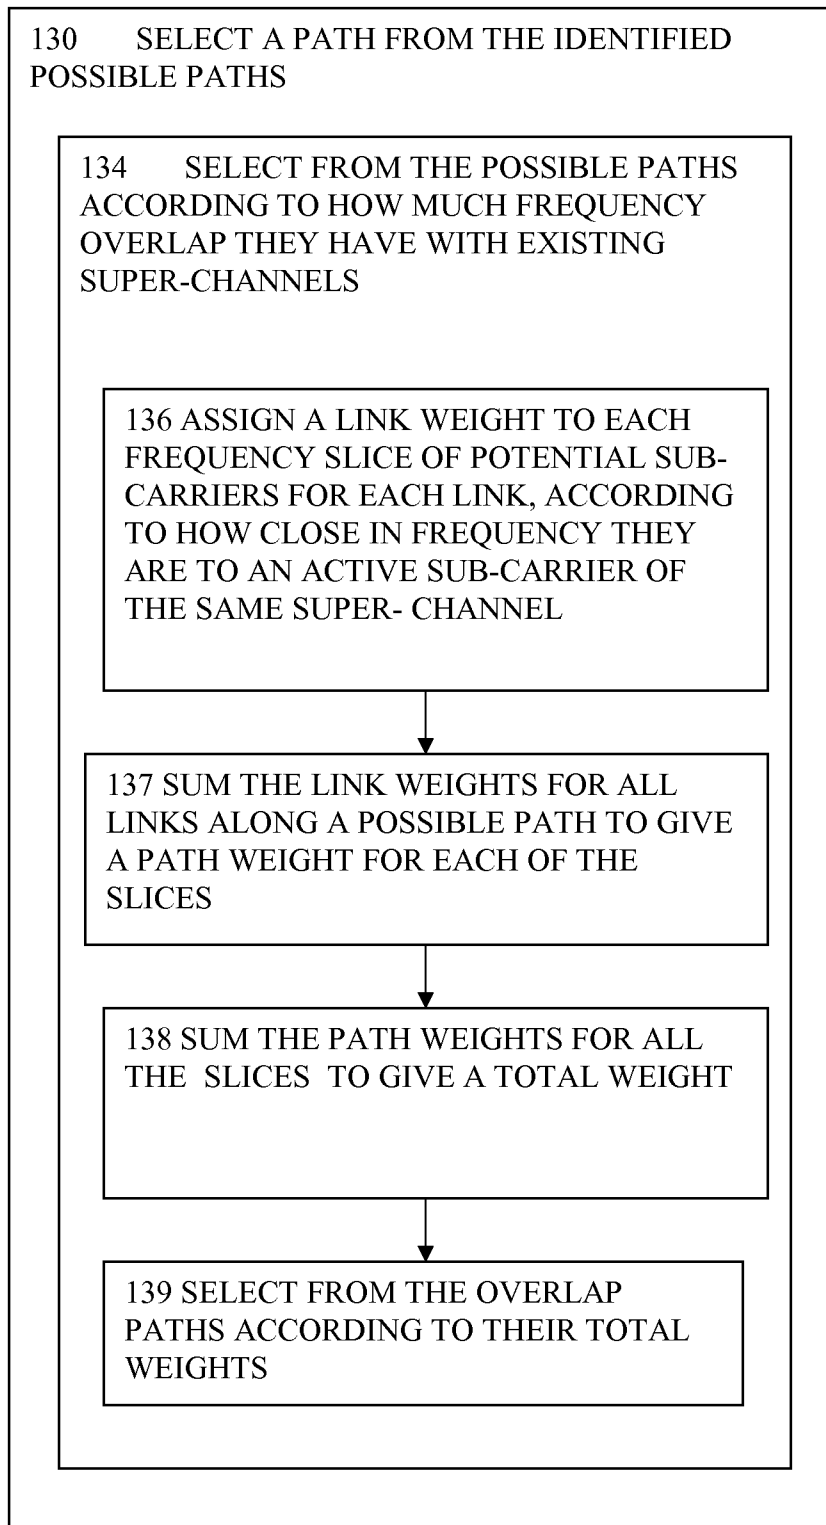 130 SELECT A PATH FROM THE IDENTIFIED
POSSIBLE PATHS
134 SELECT FROM THE POSSIBLE PATHS
ACCORDING TO HOW MUCH FREQUENCY
OVERLAP THEY HAVE WITH EXISTING
SUPER-CHANNELS
136 ASSIGN A LINK WEIGHT TO EACH
FREQUENCY SLICE OF POTENTIAL SUB-
CARRIERS FOR EACH LINK, ACCORDING
TO HOW CLOSE IN FREQUENCY THEY
ARE TO AN ACTIVE SUB-CARRIER OF
THE SAME SUPER- CHANNEL
137 SUM THE LINK WEIGHTS FOR ALL
LINKS ALONG A POSSIBLE PATH TO GIVE
A PATH WEIGHT FOR EACH OF THE
SLICES
138 SUM THE PATH WEIGHTS FOR ALL
THE SLICES TO GIVE A TOTAL WEIGHT
139 SELECT FROM THE OVERLAP
PATHS ACCORDING TO THEIR TOTAL
WEIGHTS